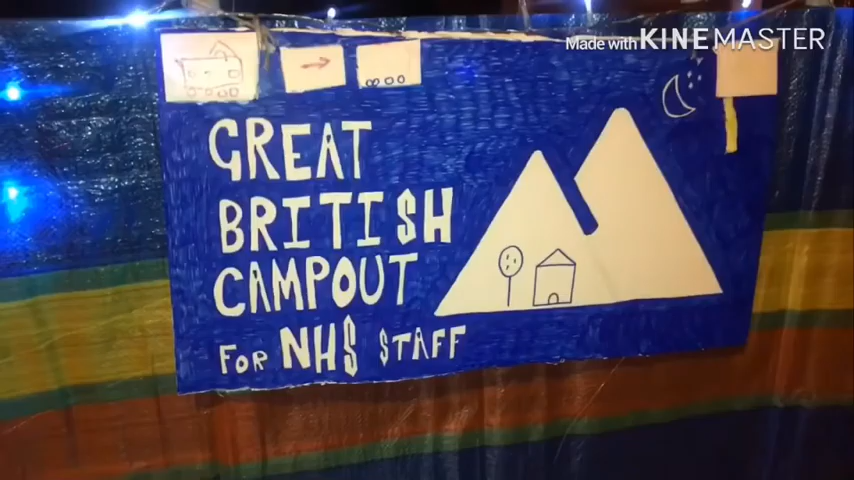 Made with KINEMASTER
GREAT
BRITISH
CAMPOUT
FOR NHS STAFF